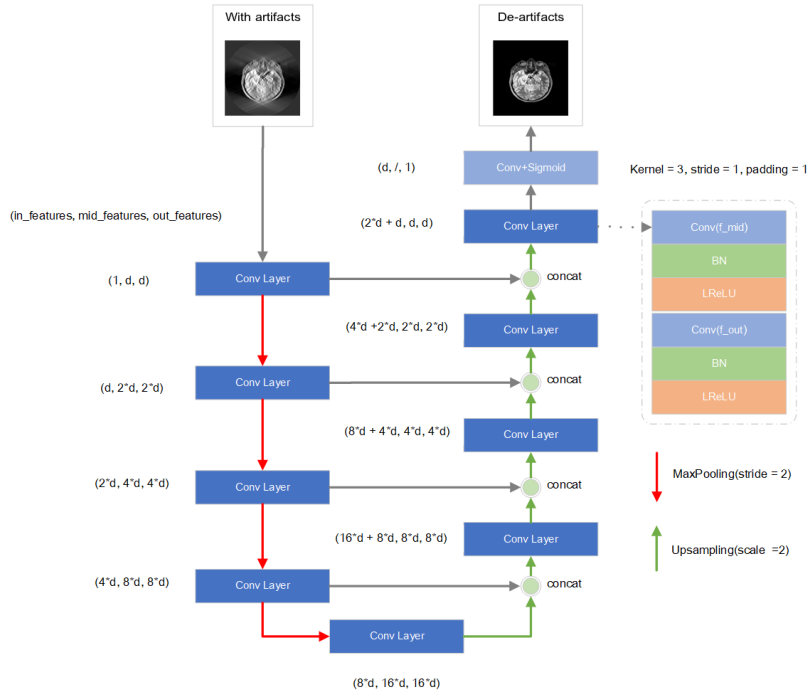 With artifacts
De-artifacts
(d, /, 1)
Conv+Sigmoid
Kernel = 3, stride = 1, padding = 1
(in_features, mid_features, out_features)
(2*d + d, d, d)
Conv Layer
Conv(f_mid)
BN
LReLU
Conv(f_out)
BN
LReLU
(1, d, d)
Conv Layer
concat
(4*d +2*d, 2*d, 2*d)
Conv Layer
(d, 2*d, 2*d)
Conv Layer
concat
(8*d + 4*d, 4*d, 4*d)
Conv Layer
(2*d, 4*d, 4*d)
Conv Layer
concat
MaxPooling(stride = 2)
(16*d + 8*d, 8*d, 8*d)
Conv Layer
Upsampling(scale =2)
(4*d, 8*d, 8*d)
Conv Layer
concat
Conv Layer
(8*d, 16*d, 16*d)